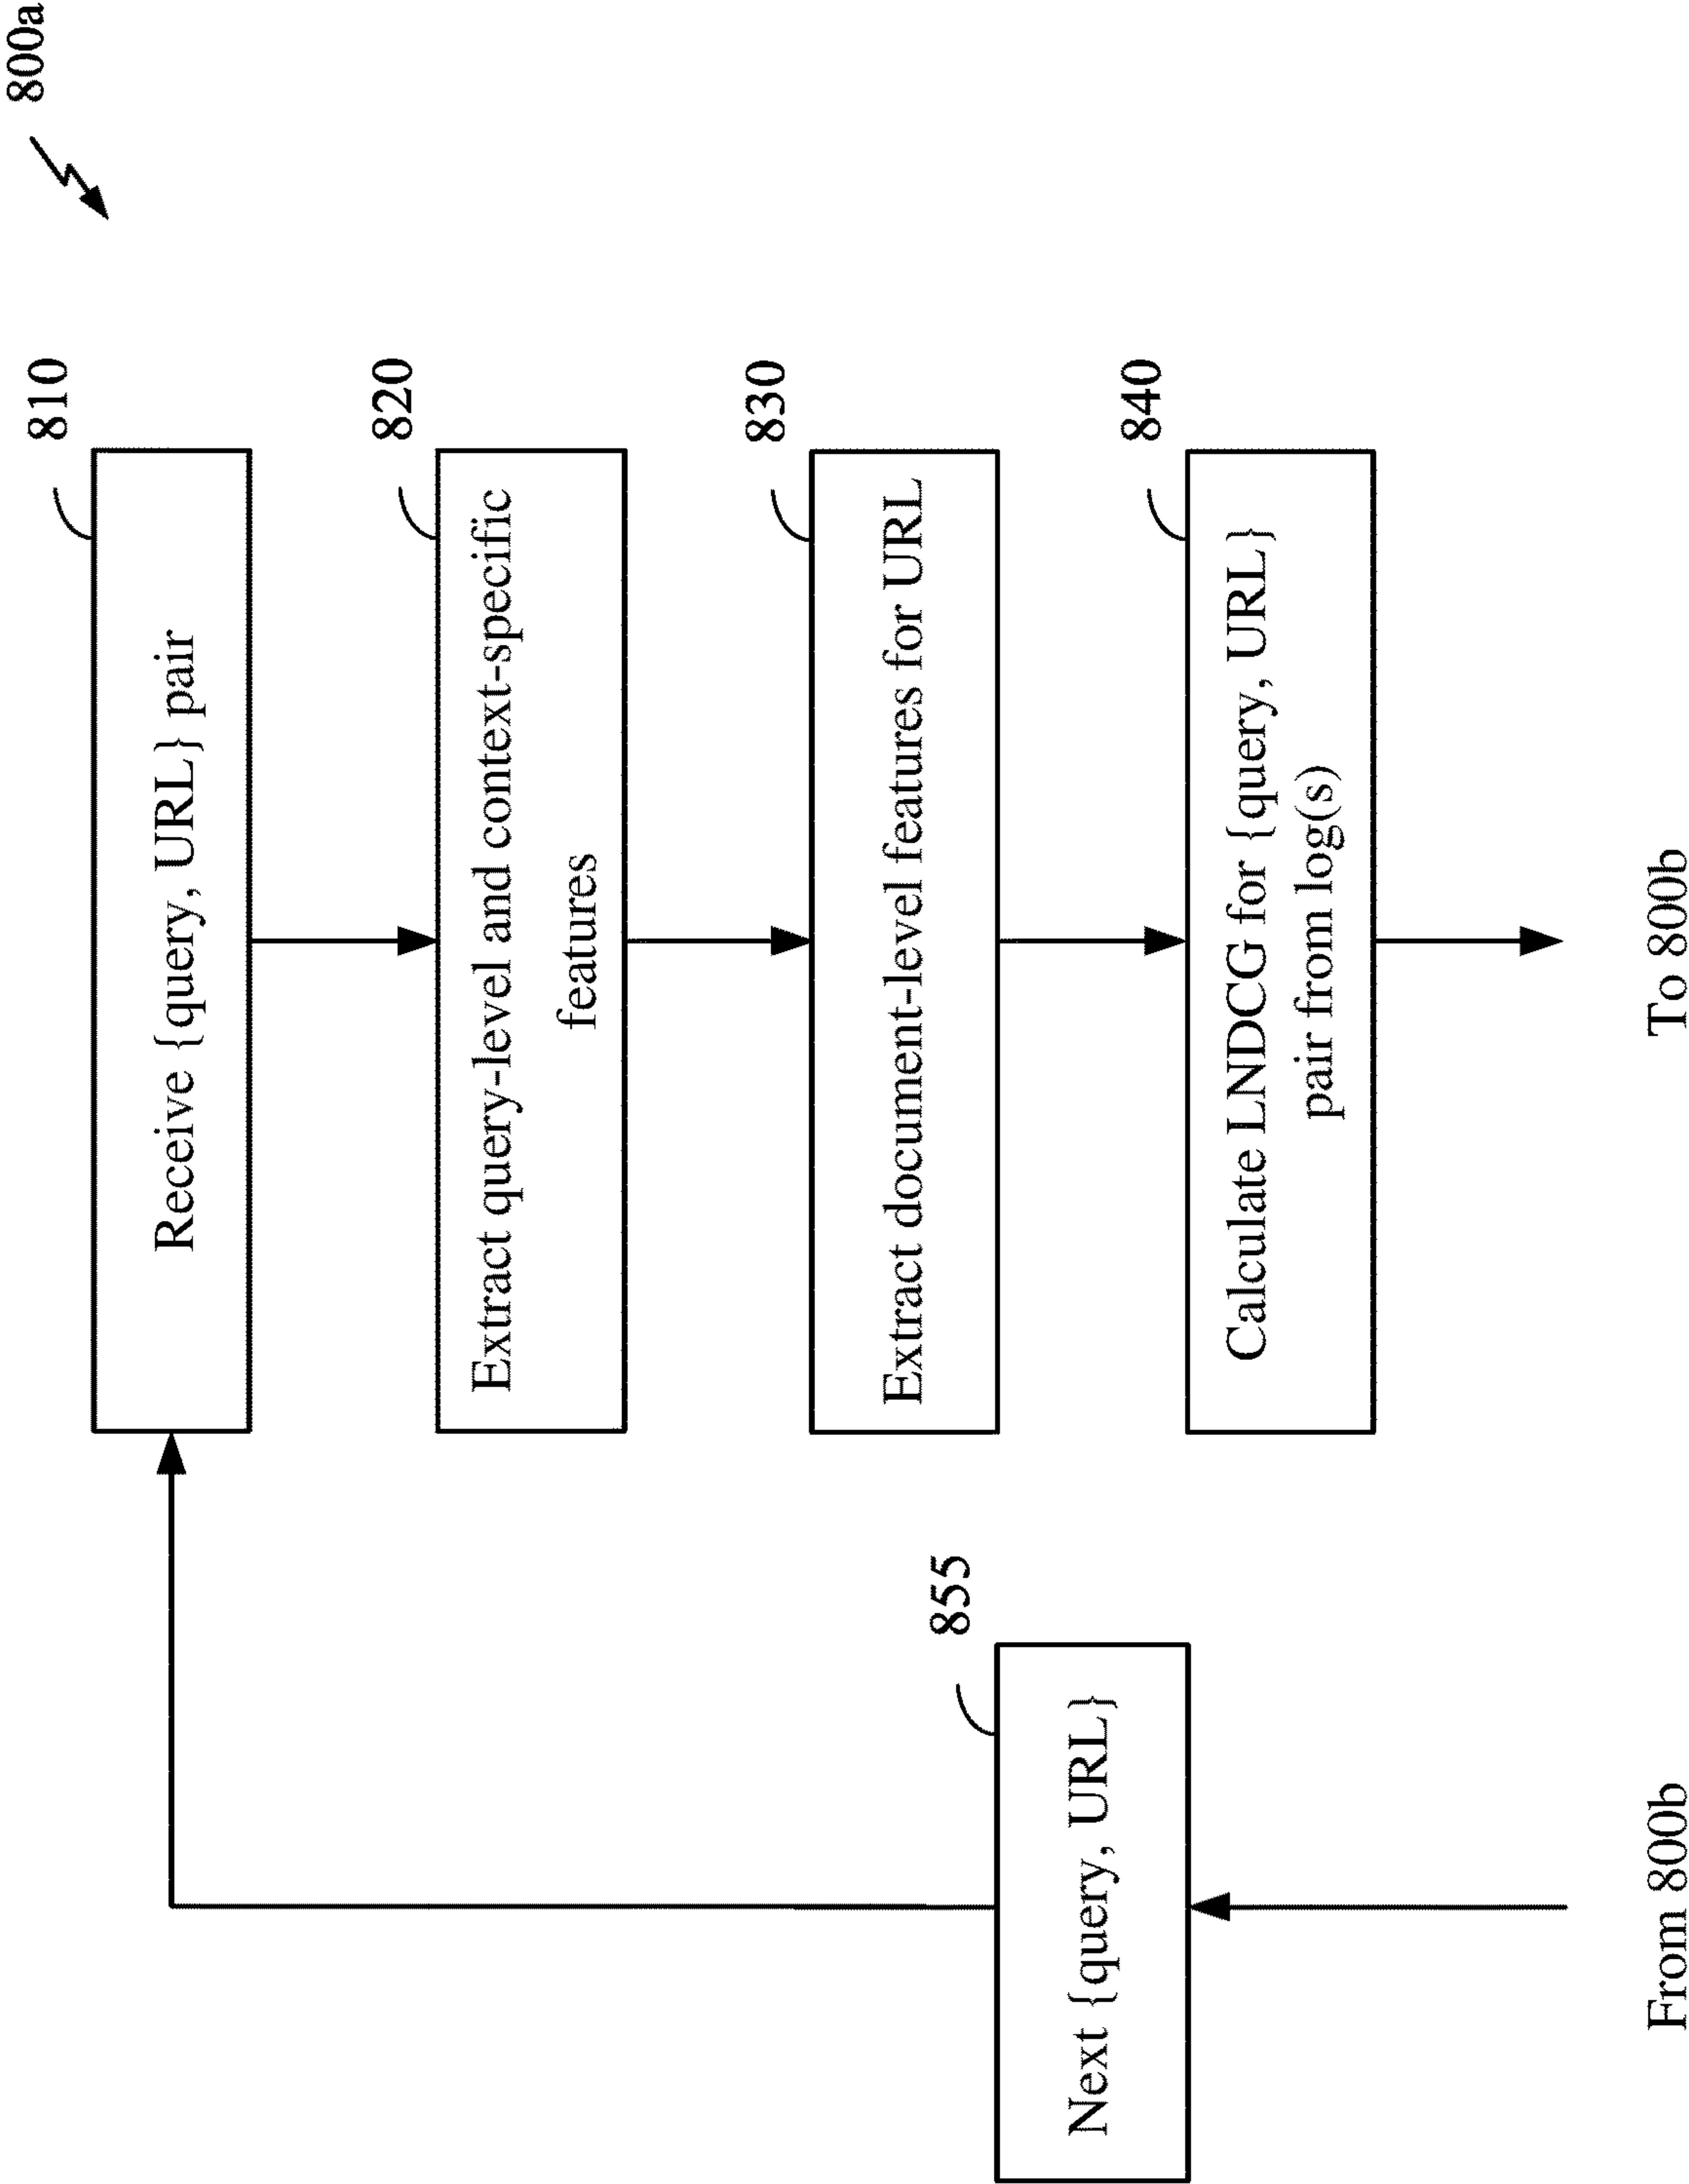 800a
810
Receive {query, URL} pair
820
Extract query-level and context-specific
features
830
Extract document-level features for URL
840
Calculate LNDCG for {query, URL}
pair from log(s)
855
Next {query, URL}
From 800b
To 800b